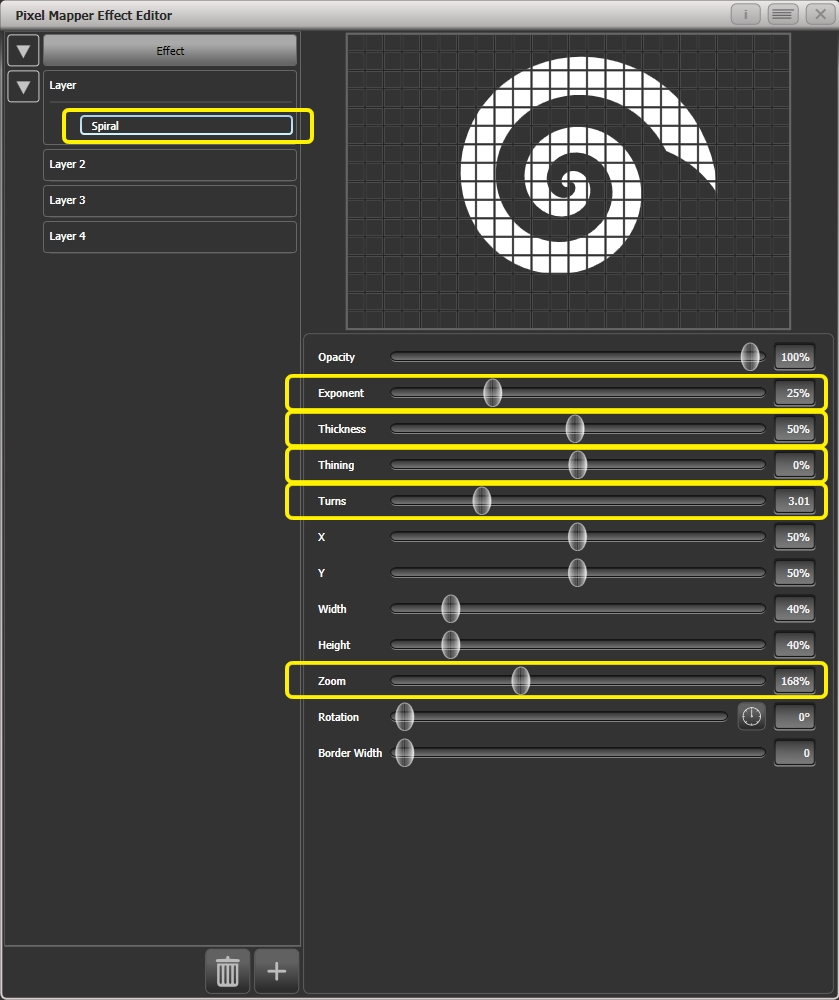 Pixel Mapper Effect Editor
i
Effect
Layer
Spiral
Layer 2
Layer 3
Layer 4
Opacity 100%
Exponent 25%
Thickness 50%
Thining 0%
Turns 3.01
X 50%
Y 50%
Width 40%
Height 40%
Zoom 168%
Rotation 0°
Border Width 0